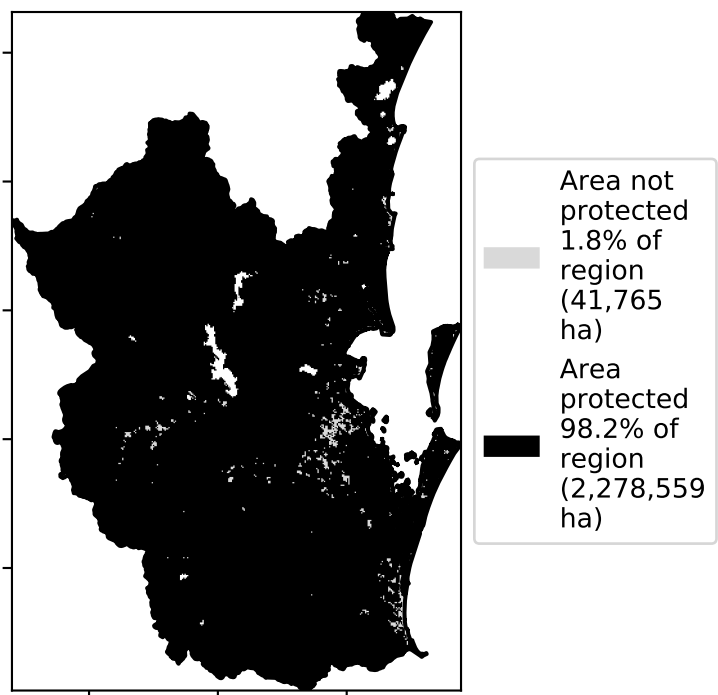 Area not
protected
1.8% of
region
(41,765
ha)
Area
protected
98.2% of
region
(2,278,559
ha)